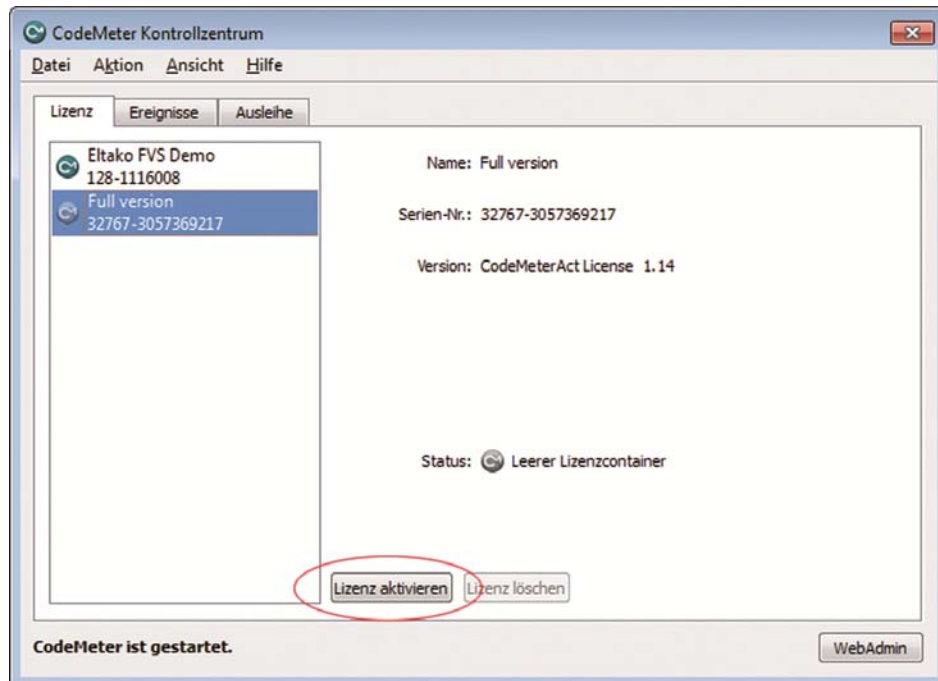 CodeMeter Kontrollzentrum
Datei Aktion Ansicht Hilfe
Lizenz Ereignisse Ausleihe
Eltako FVS Demo
128-1116008
Full version
32767-3057369217
Name: Full version
Serien-Nr.: 32767-3057369217
Version: CodeMeterAct License 1.14
Status: Leerer Lizenzcontainer
Lizenz aktivieren Lizenz löschen
CodeMeter ist gestartet. WebAdmin